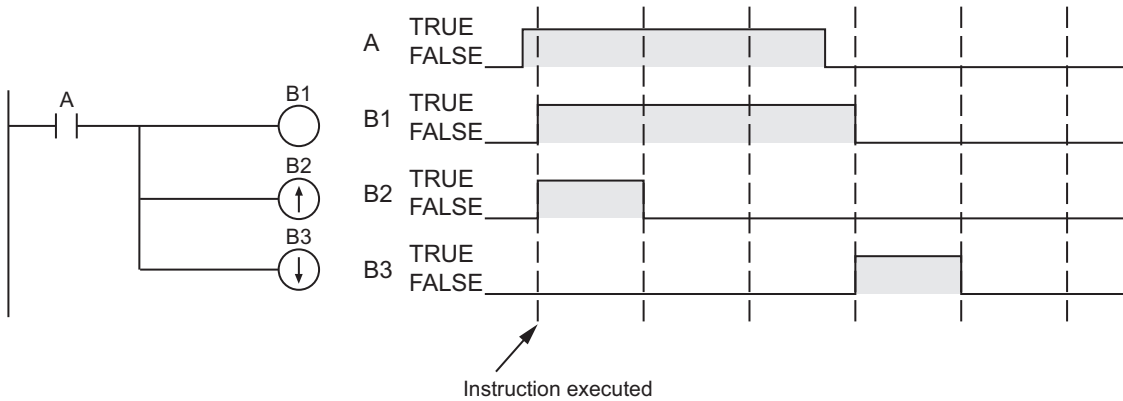 A
B1
B2
B3
A TRUE
FALSE
B1 TRUE
FALSE
B2 TRUE
FALSE
B3 TRUE
FALSE
Instruction executed